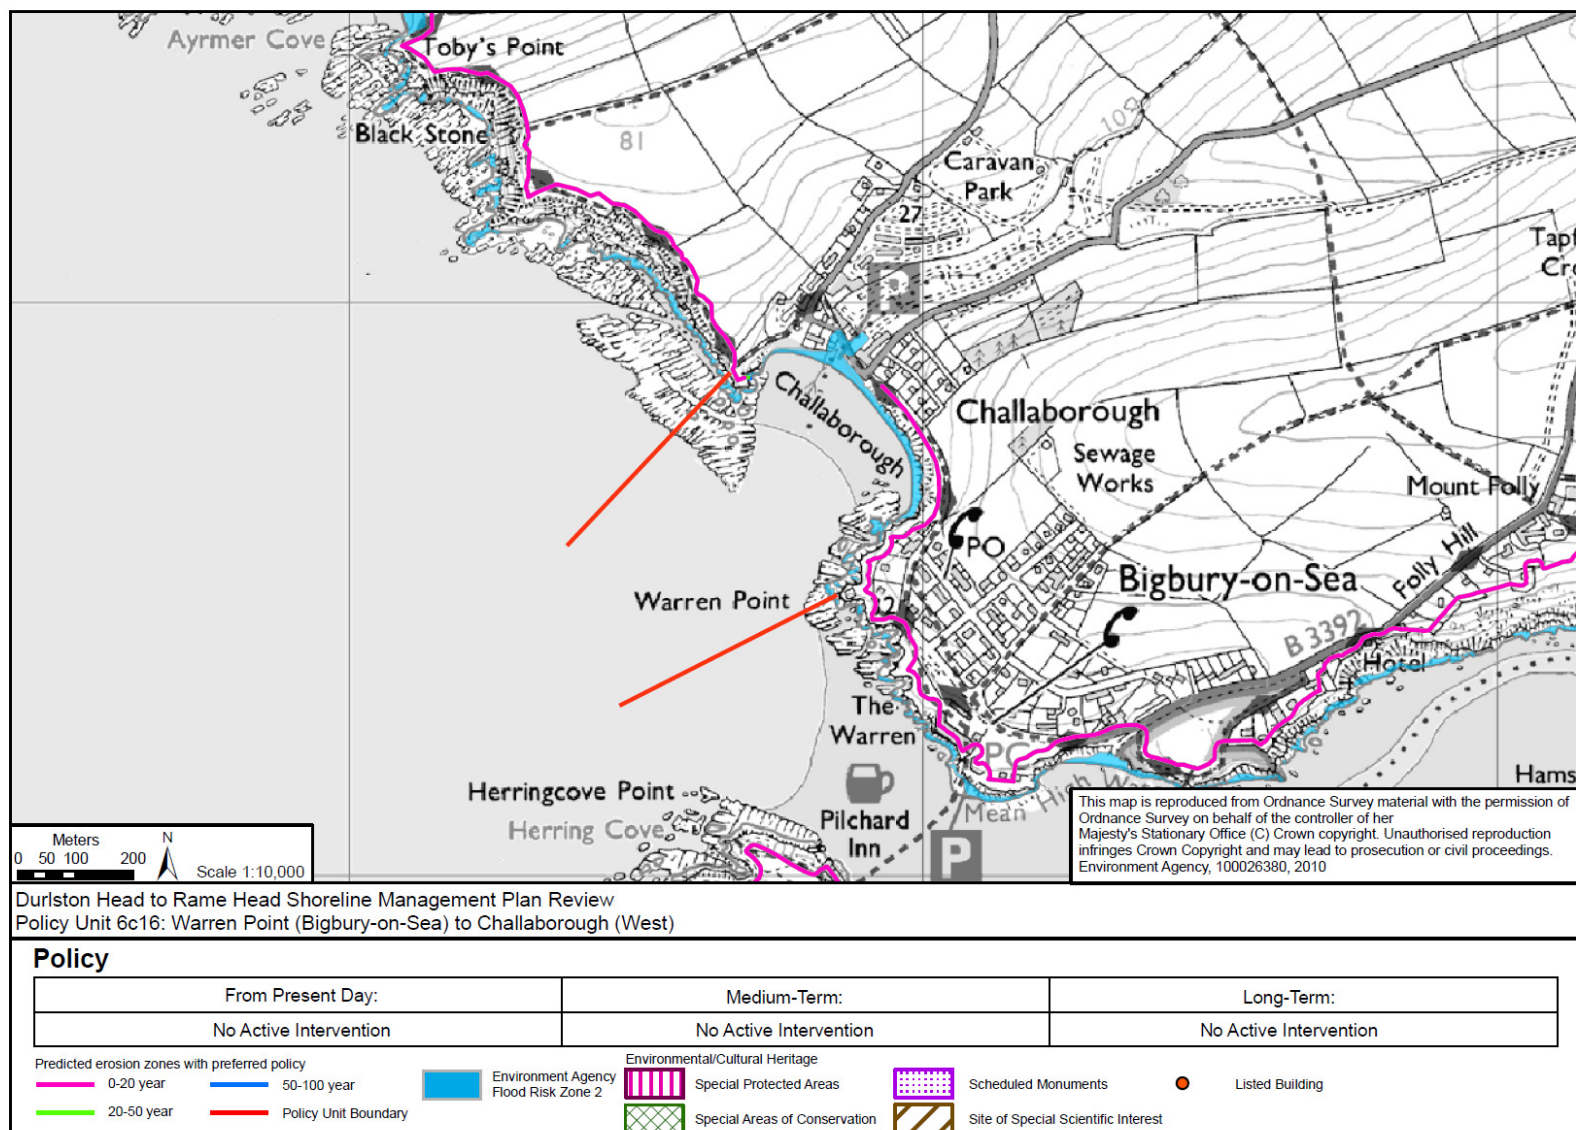 Ayrmer Cove
Toby's Point
Black Stone
81
105
Caravan
Park
27
P
Challaborough
Challaborough
Sewage
Works
Mount Folly
PO
Folly Hill
Bigbury-on-Sea
Warren Point
12
B 3392
Hotel
The
Warren
PC
Herringcove Point
Herring Cove
Pilchard
Inn
Mean High Wat
P
Hams
Meters
N
0 50 100 200
Scale 1:10,000
This map is reproduced from Ordnance Survey material with the permission of
Ordnance Survey on behalf of the controller of her
Majesty's Stationary Office (C) Crown copyright. Unauthorised reproduction
infringes Crown Copyright and may lead to prosecution or civil proceedings.
Environment Agency, 100026380, 2010
Durlston Head to Rame Head Shoreline Management Plan Review
Policy Unit 6c16: Warren Point (Bigbury-on-Sea) to Challaborough (West)
Policy
From Present Day: Medium-Term: Long-Term:
No Active Intervention No Active Intervention No Active Intervention
Predicted erosion zones with preferred policy
0-20 year
50-100 year
20-50 year
Policy Unit Boundary
Environment Agency
Flood Risk Zone 2
Environmental/Cultural Heritage
Special Protected Areas
Scheduled Monuments
Listed Building
Special Areas of Conservation
Site of Special Scientific Interest